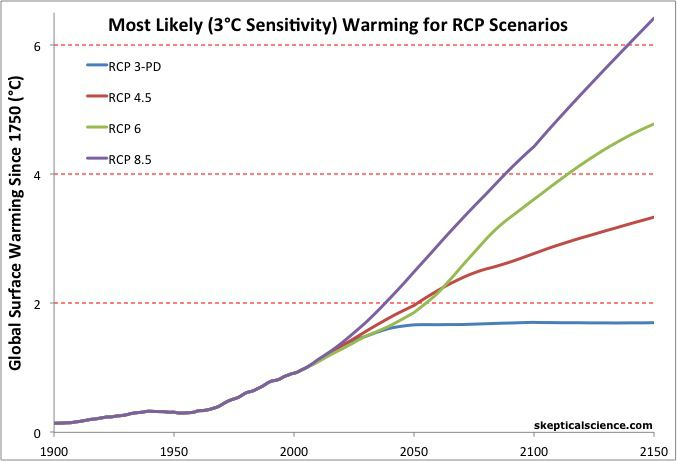 Most Likely (3°C Sensitivity) Warming for RCP Scenarios
Global Surface Warming Since 1750 (°C)
6
4
2
0
RCP 3-PD
RCP 4.5
RCP 6
RCP 8.5
skepticalscience.com
1900 1950 2000 2050 2100 2150